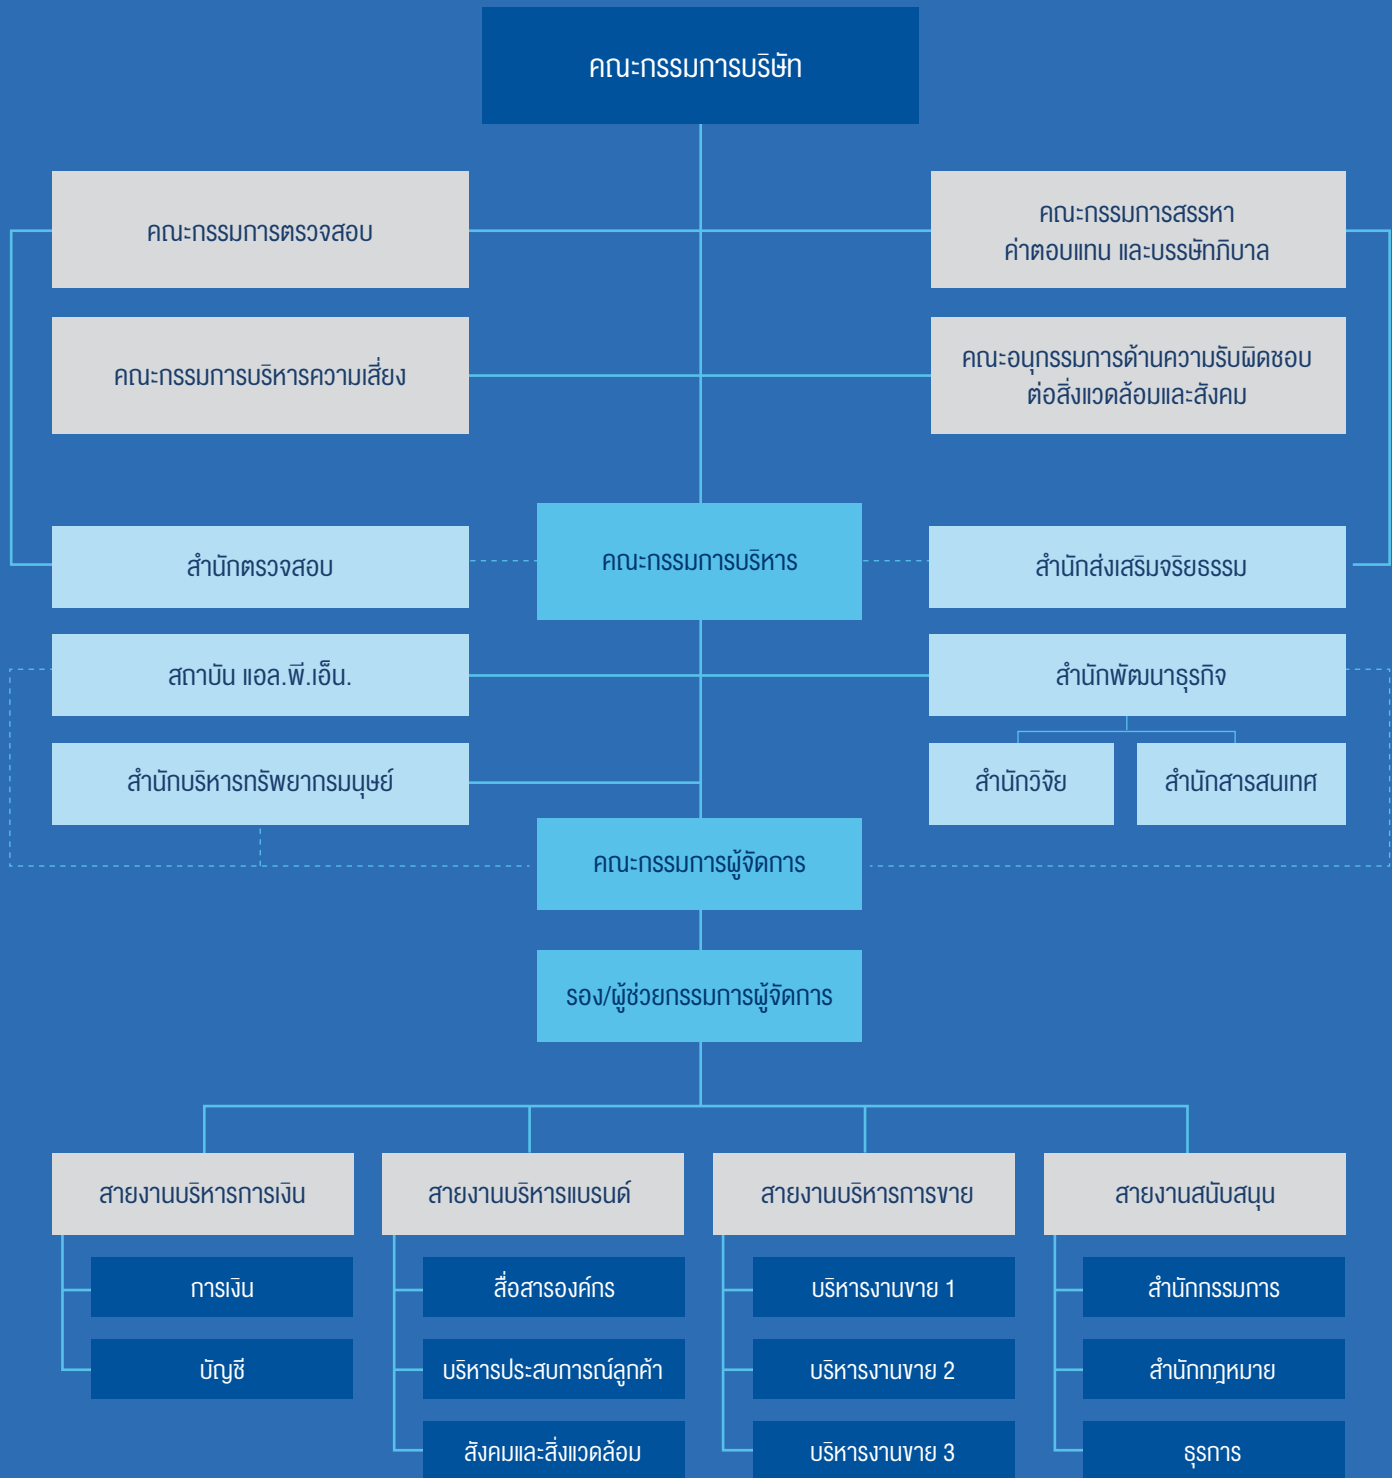 คณะกรรมการบริษัท
คณะกรรมการตรวจสอบ
คณะกรรมการสรรหา
ค่าตอบแทน และบรรษัทภิบาล
คณะกรรมการบริหารความเสี่ยง
คณะอนุกรรมการด้านความรับผิดชอบ
ต่อสิ่งแวดล้อมและสังคม
สำนักตรวจสอบ
คณะกรรมการบริหาร
สำนักส่งเสริมจริยธรรม
สถาบัน แอล.พี.เอ็น.
สำนักพัฒนาธุรกิจ
สำนักบริหารทรัพยากรมนุษย์
สำนักวิจัย
สำนักสารสนเทศ
คณะกรรมการผู้จัดการ
รอง/ผู้ช่วยกรรมการผู้จัดการ
สายงานบริหารการเงิน
สายงานบริหารแบรนด์
สายงานบริหารการขาย
สายงานสนับสนุน
การเงิน
สื่อสารองค์กร
บริหารงานขาย 1
สำนักกรรมการ
บัญชี
บริหารประสบการณ์ลูกค้า
บริหารงานขาย 2
สำนักกฎหมาย
สังคมและสิ่งแวดล้อม
บริหารงานขาย 3
ธุรการ